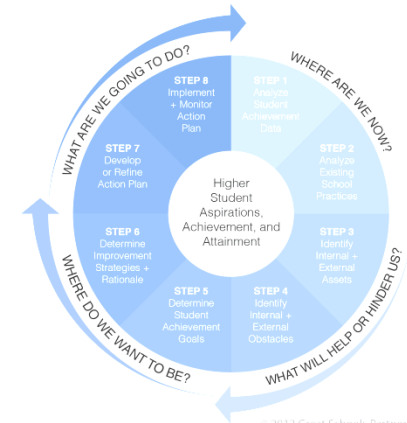 WHERE ARE WE NOW?
STEP 1
Analyze
Student
Achievement
Data
STEP 2
Analyze
Existing
School
Practices
WHAT WILL HELP OR HINDER US?
STEP 3
Identify
Internal +
External
Assets
STEP 4
Identify
Internal +
External
Obstacles
WHERE DO WE WANT TO BE?
STEP 5
Determine
Student
Achievement
Goals
STEP 6
Determine
Improvement
Strategies +
Rationale
WHAT ARE WE GOING TO DO?
STEP 7
Develop
or Refine
Action Plan
STEP 8
Implement
+ Monitor
Action
Plan
Higher
Student
Aspirations,
Achievement, and
Attainment